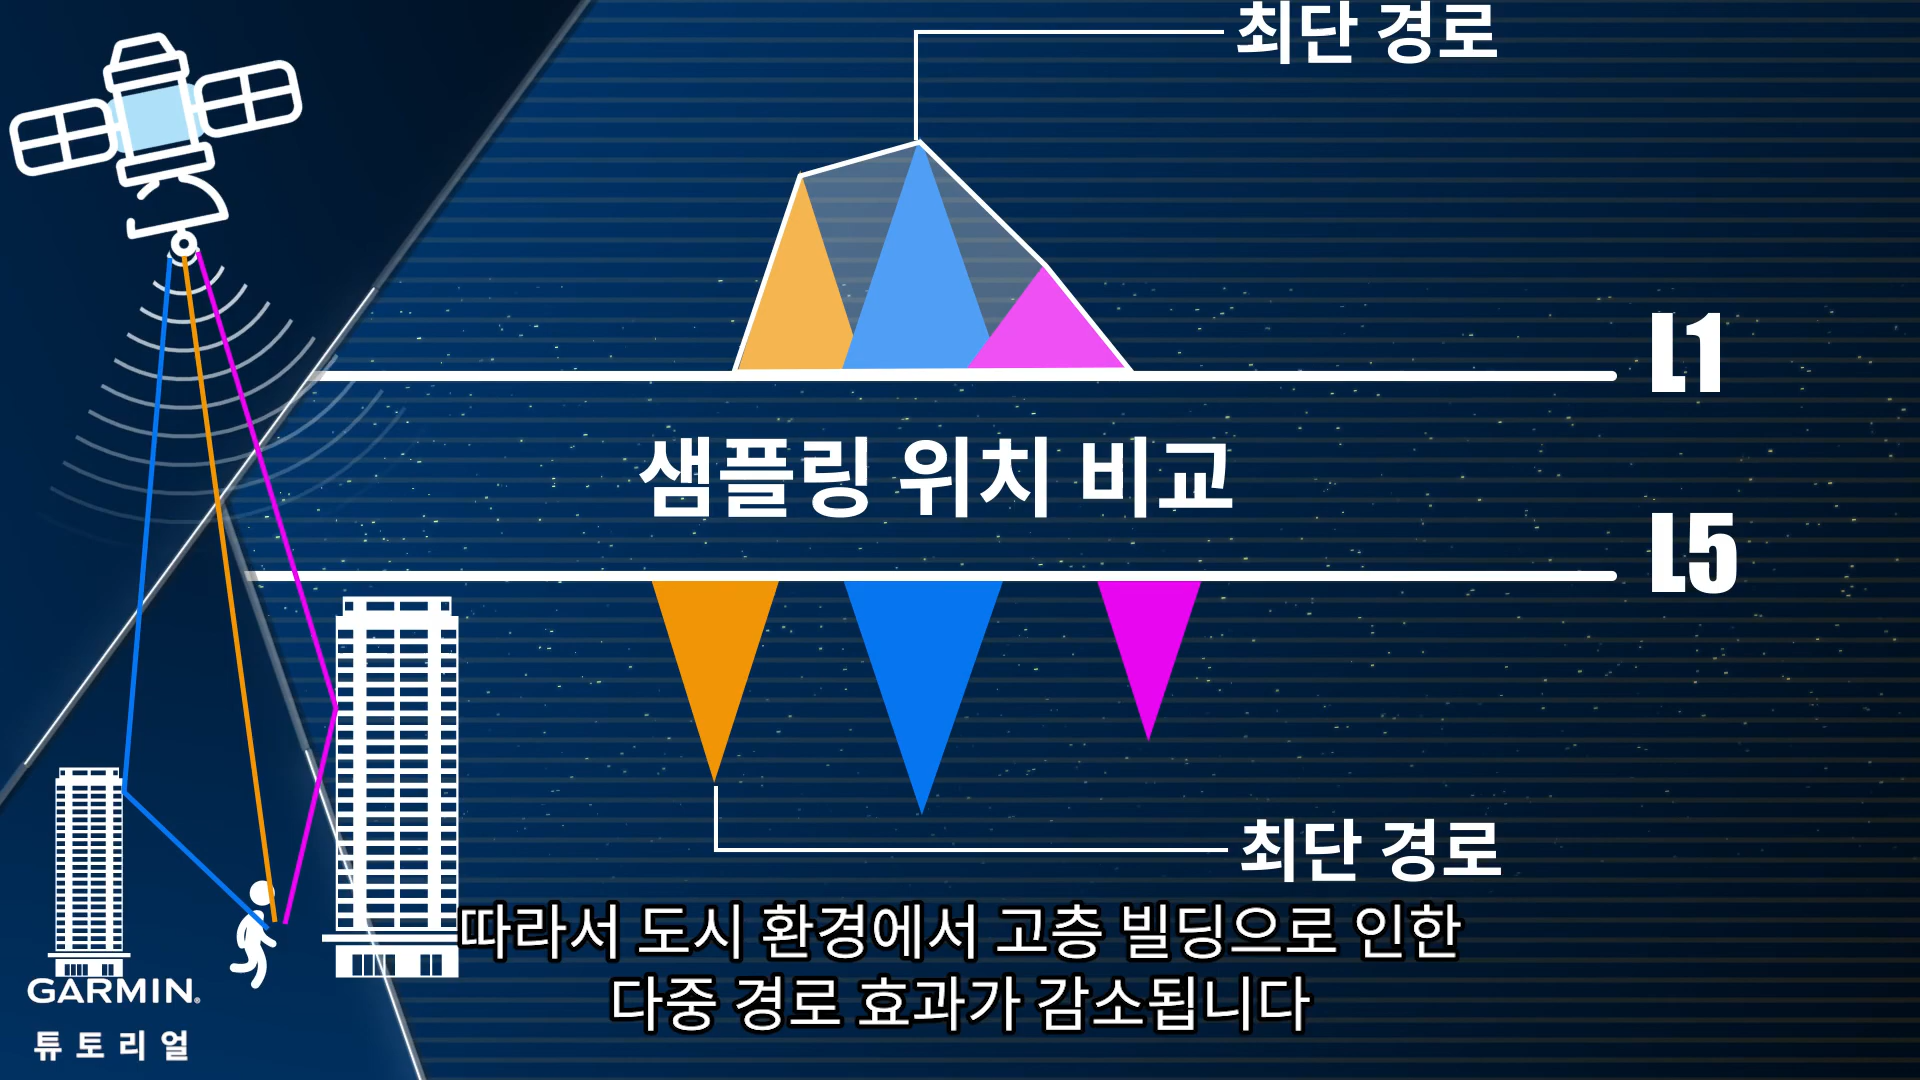 최단 경로
L1
샘플링 위치 비교
L5
최단 경로
따라서 도시 환경에서 고층 빌딩으로 인한
다중 경로 효과가 감소됩니다
GARMIN®
튜토리얼